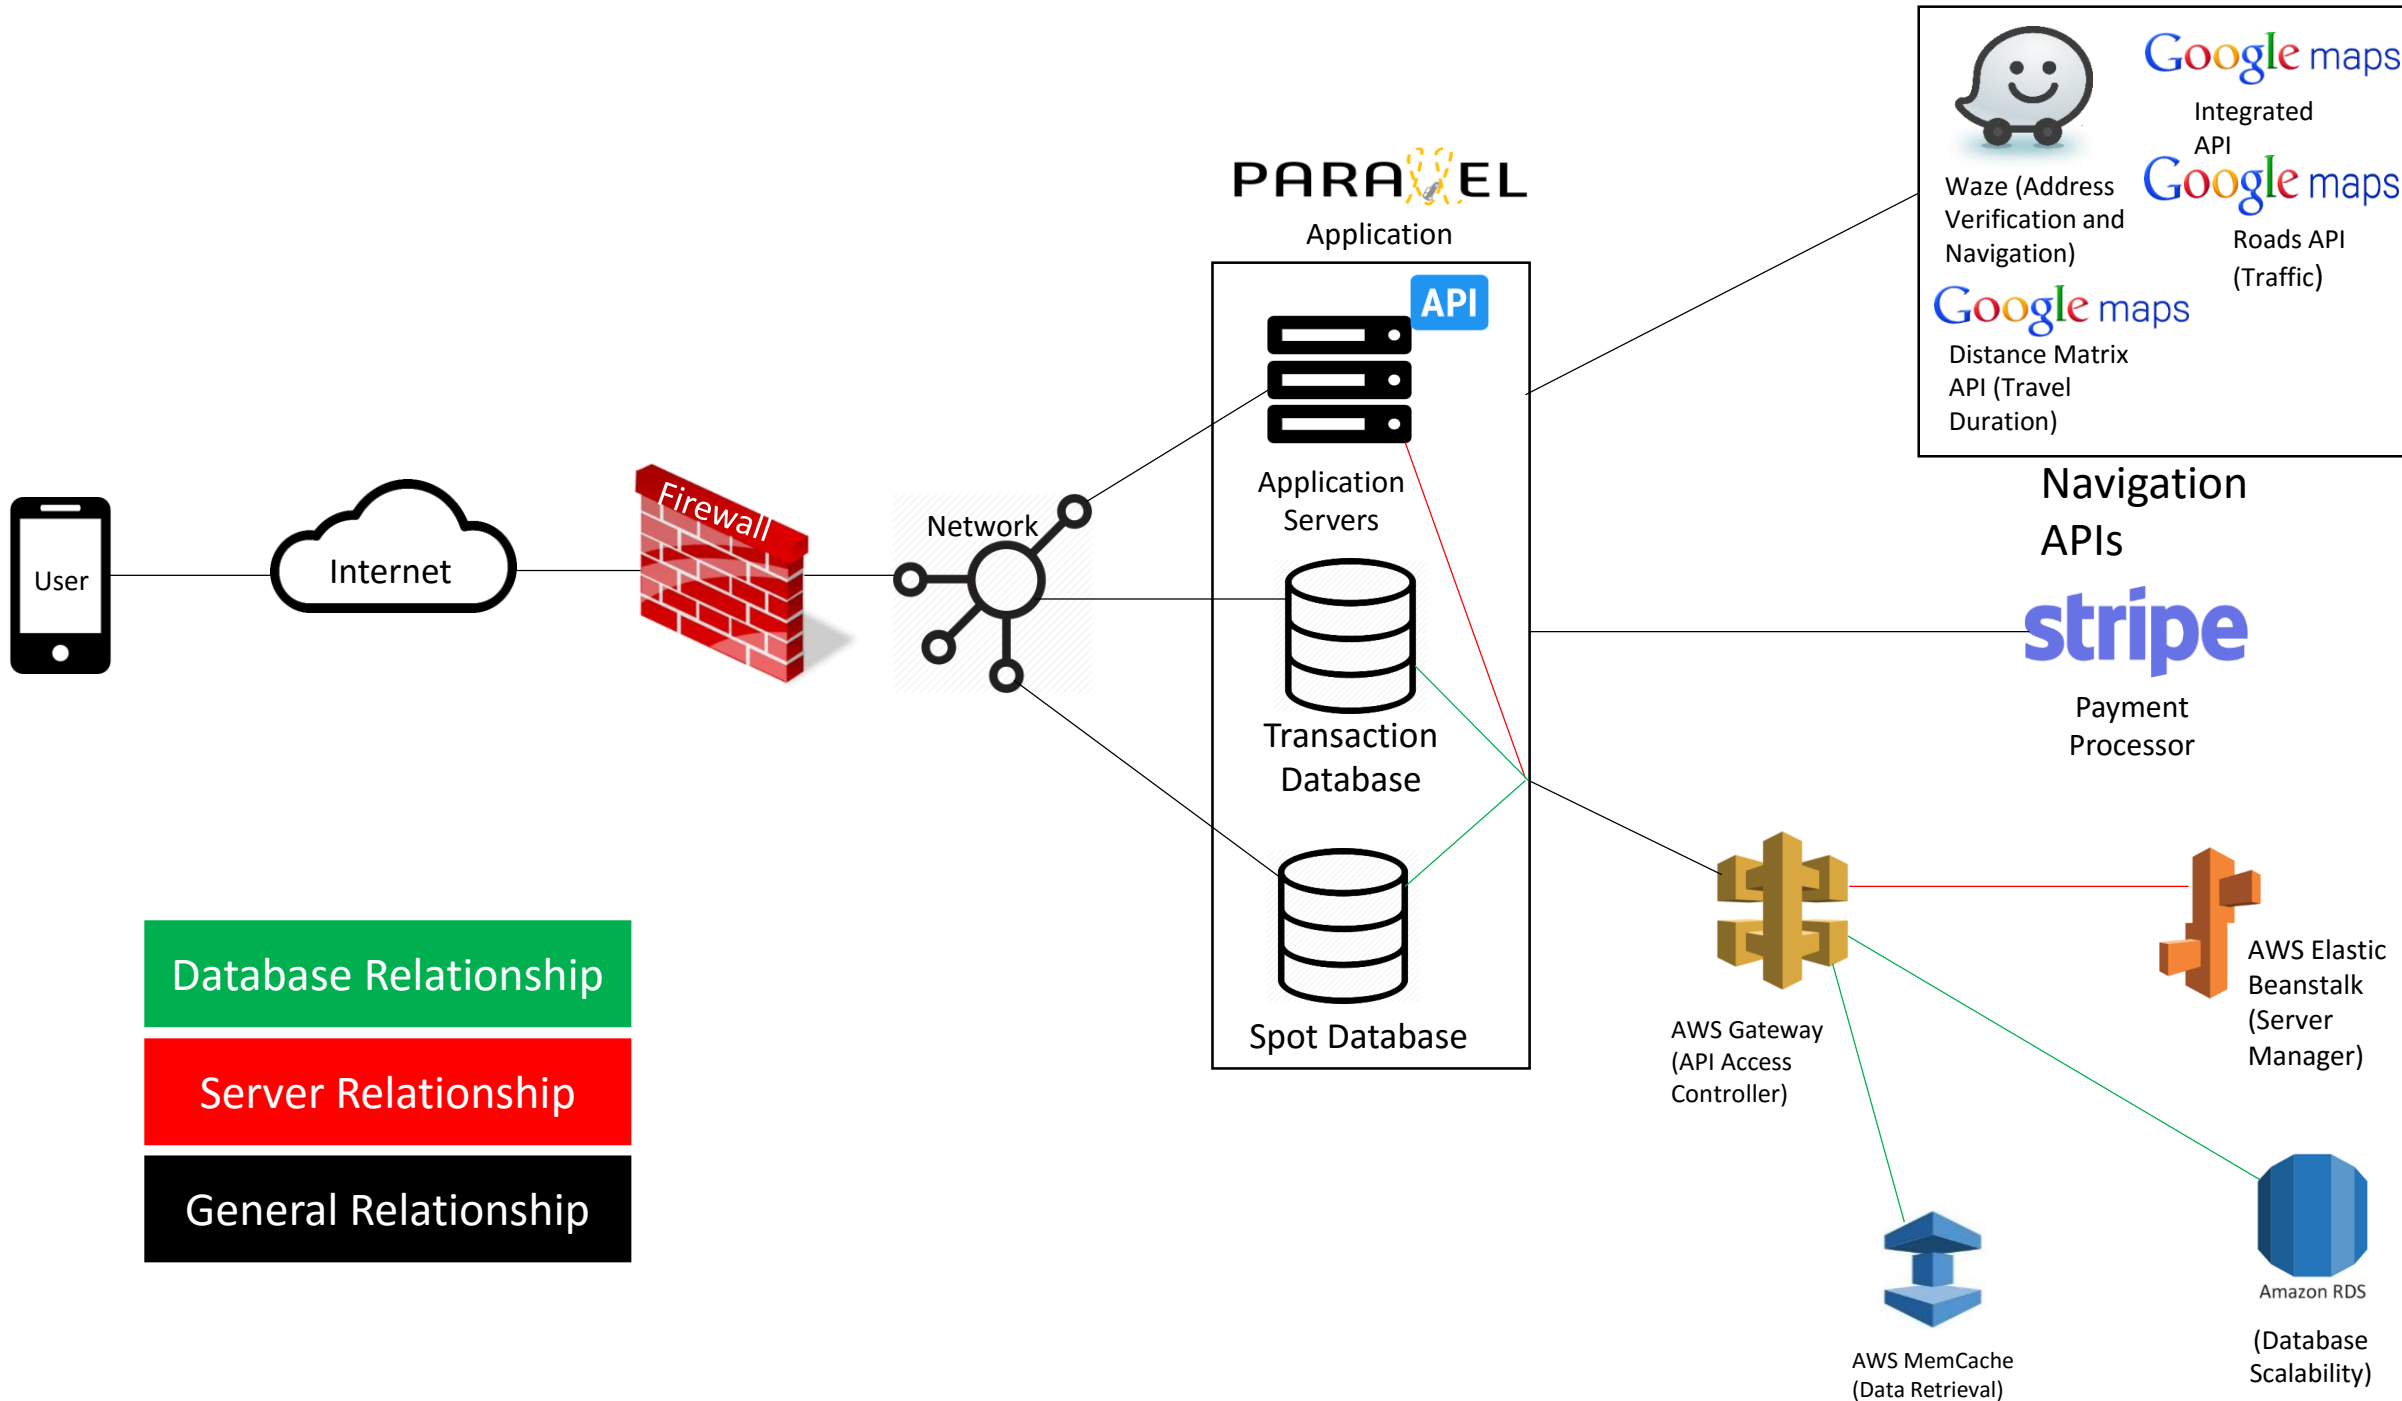 Google maps
Integrated
API
Google maps
Waze (Address
Verification and
Navigation)
Roads API
(Traffic)
Google maps
Distance Matrix
API (Travel
Duration)
Navigation
APIs
Application
API
Application
Servers
Transaction
Database
Spot Database
User
Internet
Firewall
Network
stripe
Payment
Processor
AWS Gateway
(API Access
Controller)
AWS Elastic
Beanstalk
(Server
Manager)
Amazon RDS
(Database
Scalability)
AWS MemCache
(Data Retrieval)
Database Relationship
Server Relationship
General Relationship